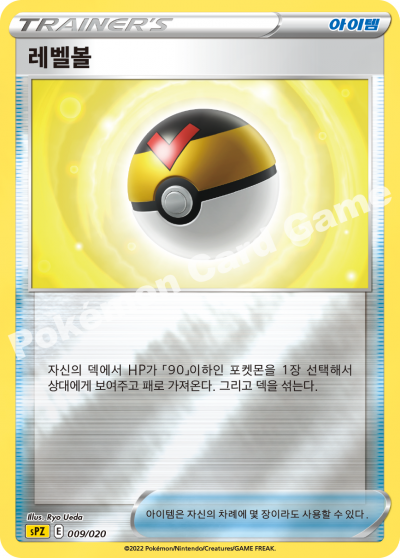 TRAINER'S
아이템
레벨볼
Pokémon Card Game
자신의 덱에서 HP가 「90」이하인 포켓몬을 1장 선택해서
상대에게 보여주고 패로 가져온다. 그리고 덱을 섞는다.
Illus. Ryo Ueda
sPZ E 009/020
아이템은 자신의 차례에 몇 장이라도 사용할 수 있다.
©2022 Pokémon/Nintendo/Creatures/GAME FREAK.